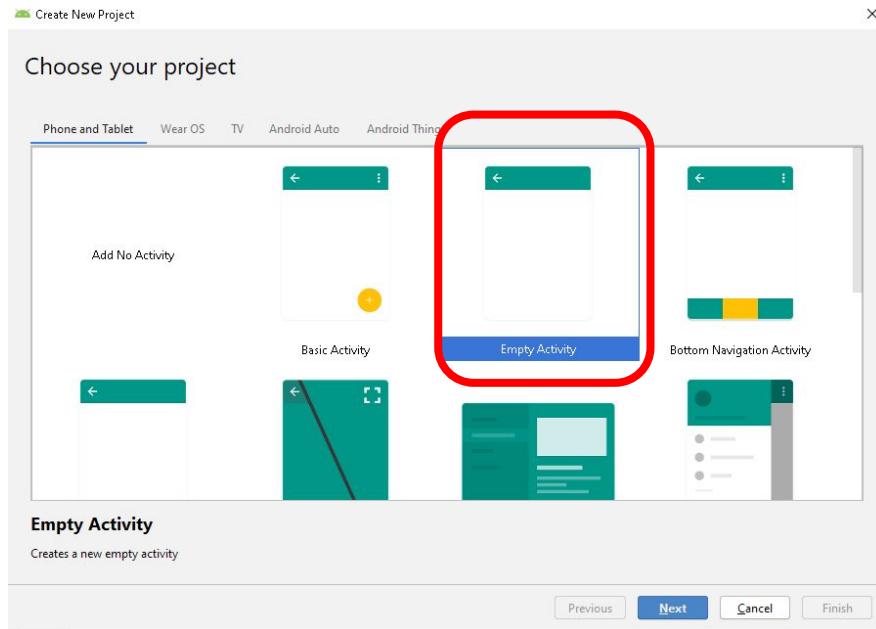 Create New Project
Choose your project
Phone and Tablet Wear OS TV Android Auto Android Thing
Add No Activity
Basic Activity
Empty Activity
Bottom Navigation Activity
Empty Activity
Creates a new empty activity
Previous Next Cancel Finish